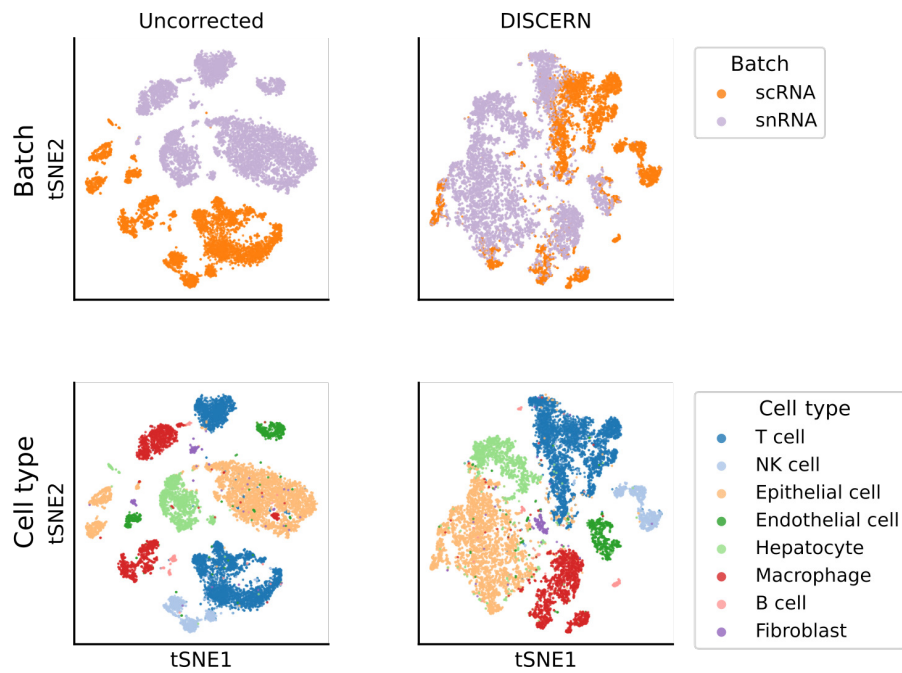 Uncorrected
DISCERN
Batch
tSNE2
Batch
scRNA
snRNA
Cell type
tSNE2
tSNE1
tSNE1
Cell type
T cell
NK cell
Epithelial cell
Endothelial cell
Hepatocyte
Macrophage
B cell
Fibroblast